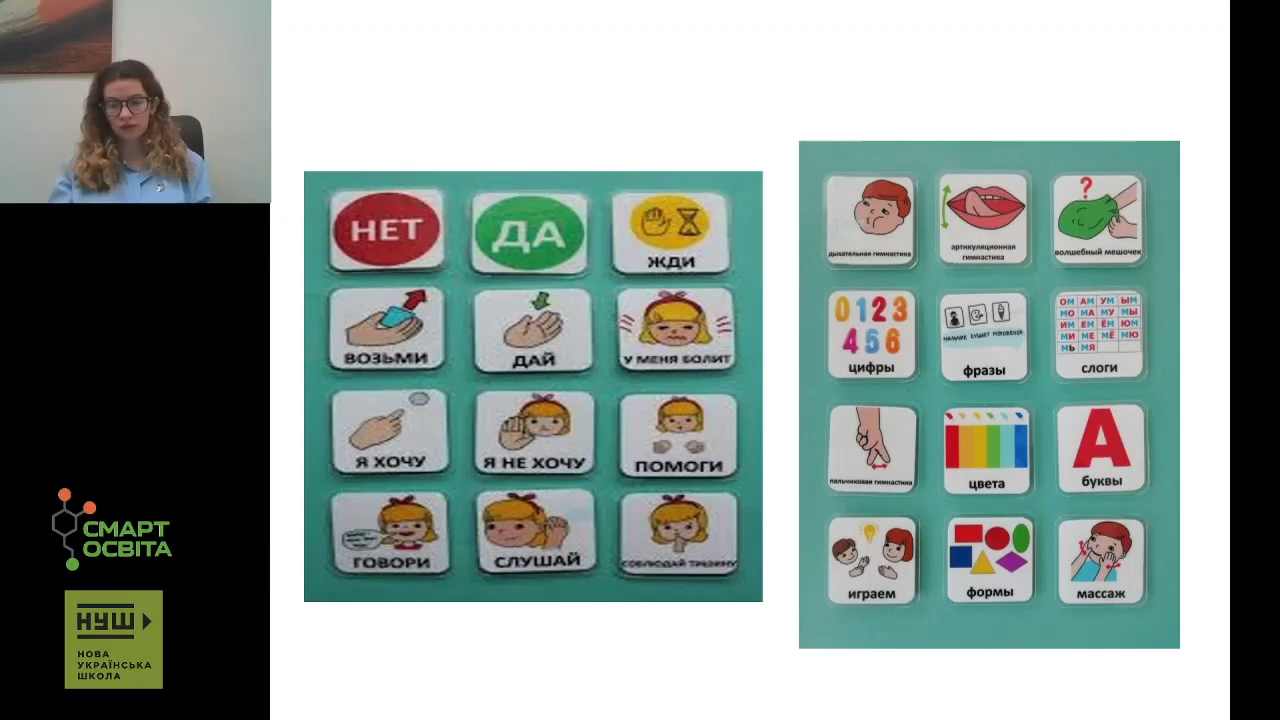 НЕТ
ДА
ЖДИ
ВОЗЬМИ
ДАЙ
У МЕНЯ БОЛИТ
Я ХОЧУ
Я НЕ ХОЧУ
ПОМОГИ
ГОВОРИ
СЛУШАЙ
СОБЛЮДАЙ ТИШИНУ
дыхательная гимнастика
артикуляционная
гимнастика
?
волшебный мешочек
0123
456
цифры
МАЛЬЧИК КУШАЕТ МОРОЖЕНОЕ
фразы
ОМ АМ УМ ЫМ
МО МА МУ МЫ
ИМ ЕМ ЁМ ЮМ
МИ МЕ МЁ МЮ
МЬ МЯ
слоги
пальчиковая гимнастика
цвета
А
буквы
играем
формы
массаж
СМАРТ
ОСВІТА
НУШ
НОВА
УКРАЇНСЬКА
ШКОЛА